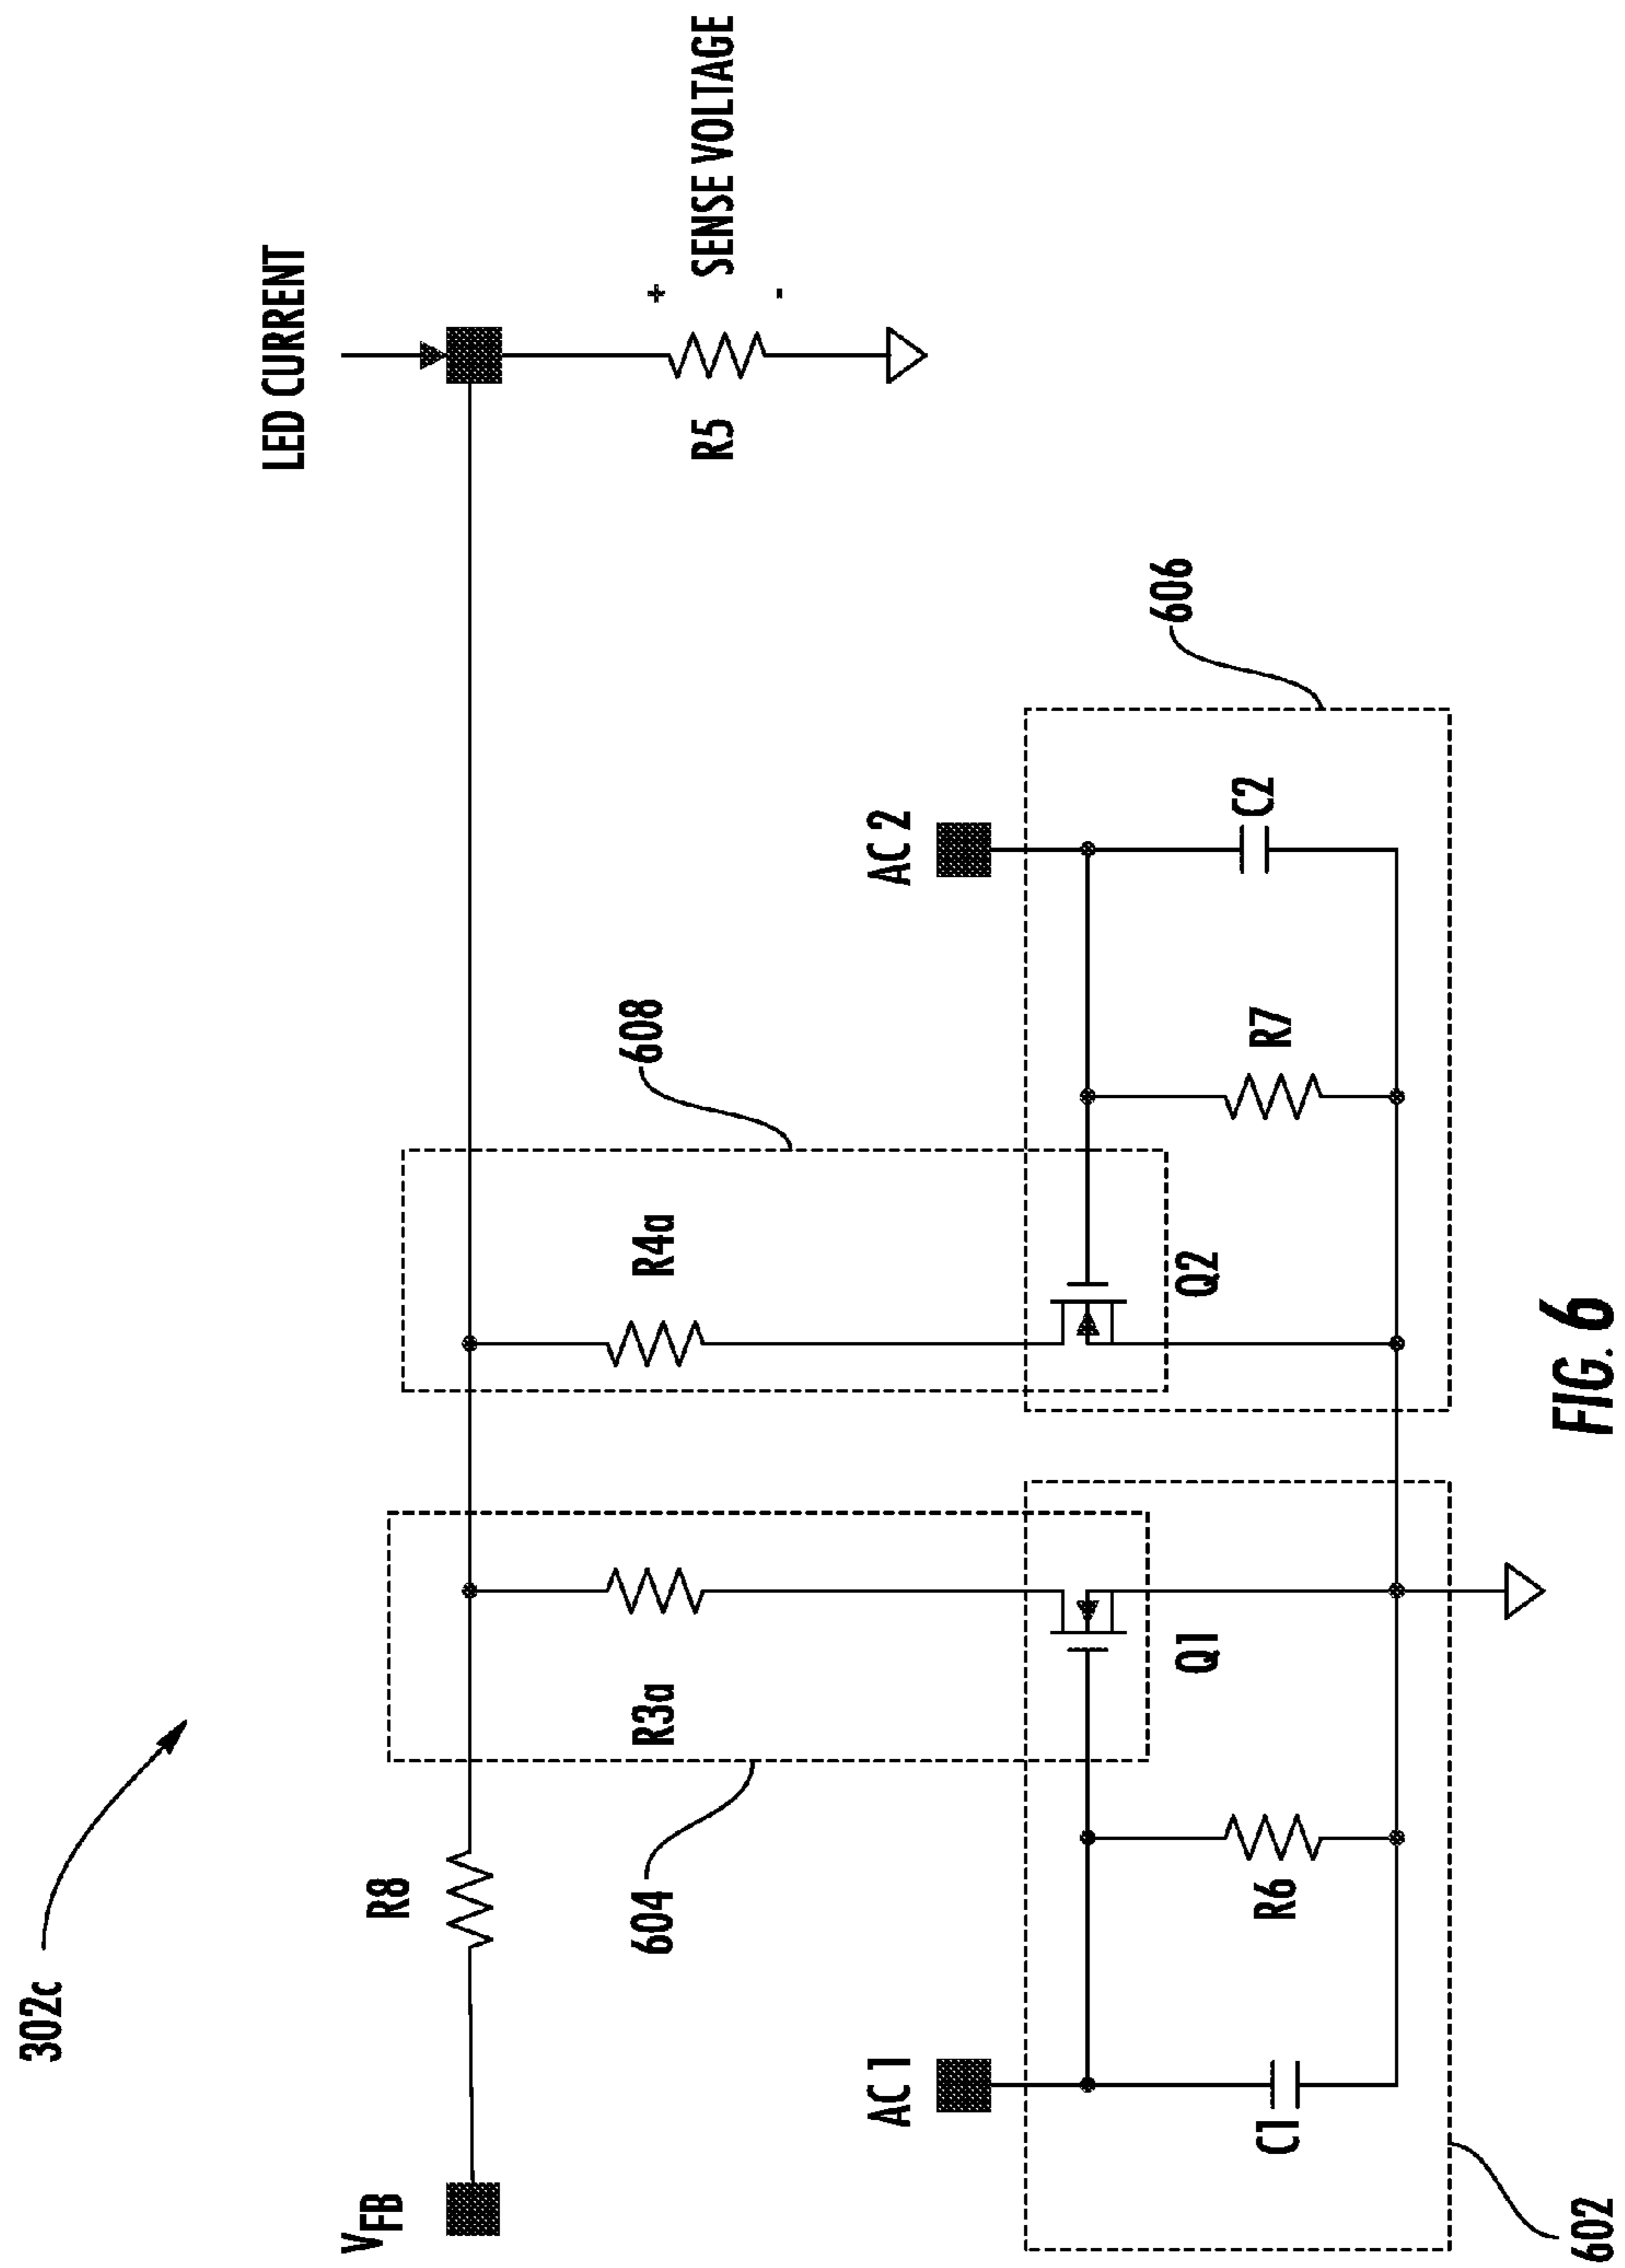 302c
LED CURRENT
VFB
R8
604
R3a
R4a
608
R5
+
SENSE VOLTAGE
-
AC 1
AC 2
606
Q1
Q2
C1
R6
R7
C2
602
FIG. 6